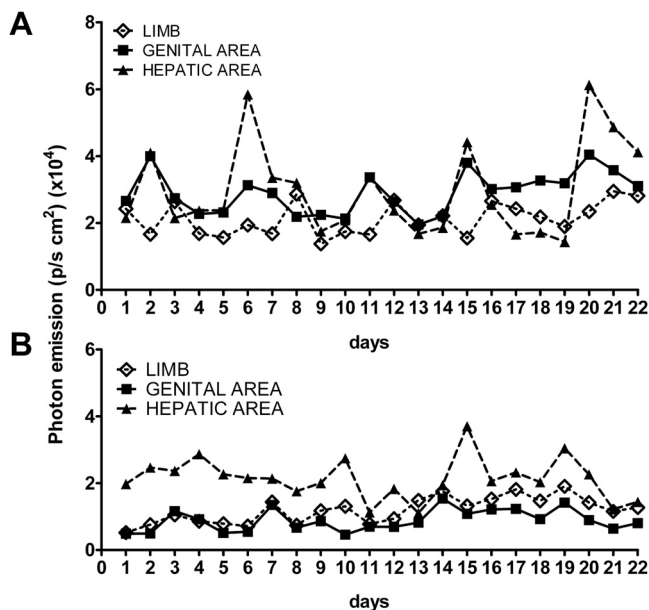 A
8
LIMB
GENITAL AREA
HEPATIC AREA
6
4
2
0
0 1 2 3 4 5 6 7 8 9 10 11 12 13 14 15 16 17 18 19 20 21 22
days
Photon emission (p/s cm²) (x10⁴)
B
6
LIMB
GENITAL AREA
HEPATIC AREA
4
2
0
0 1 2 3 4 5 6 7 8 9 10 11 12 13 14 15 16 17 18 19 20 21 22
days